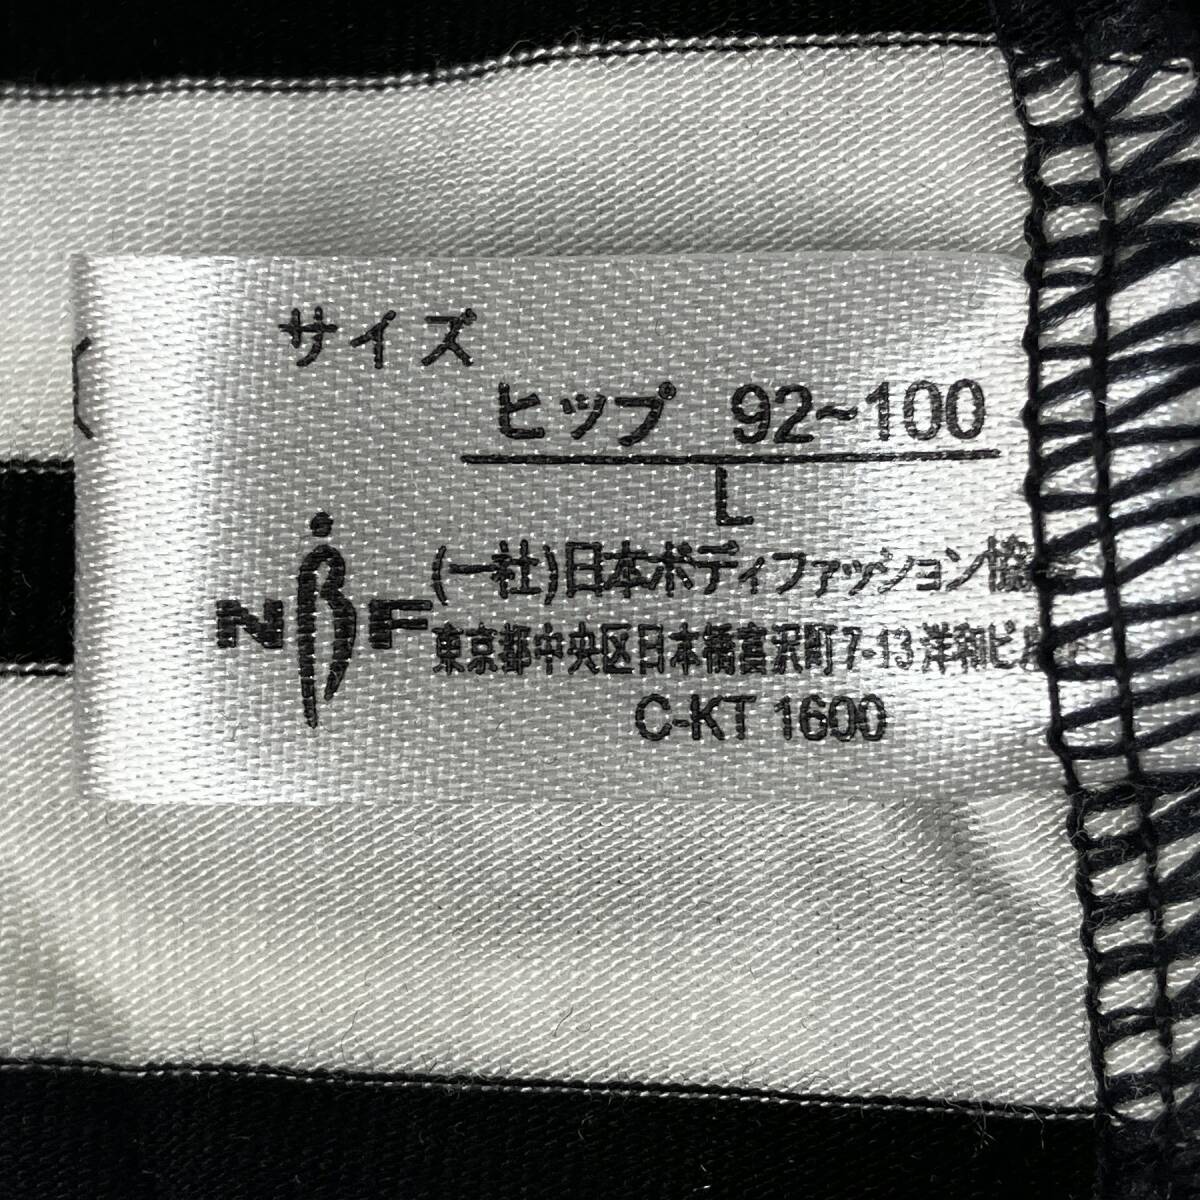 サイズ
ヒップ 92~100
L
NBF
(一社)日本ボディファッション協
東京都中央区日本橋富沢町7-13洋和ビル
C-KT 1600